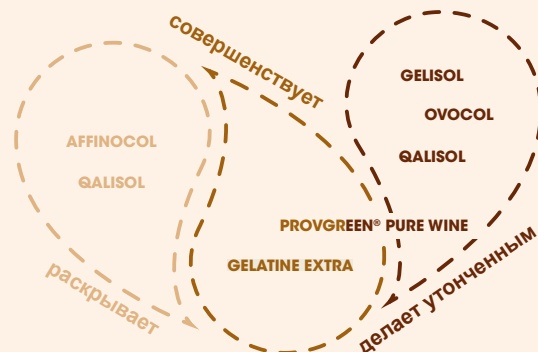 совершенствует
GELISOL
OVOCOL
AFFINOCOL
QALISOL
QALISOL
PROVGREEN® PURE WINE
GELATINE EXTRA
раскрывает
делает утонченным